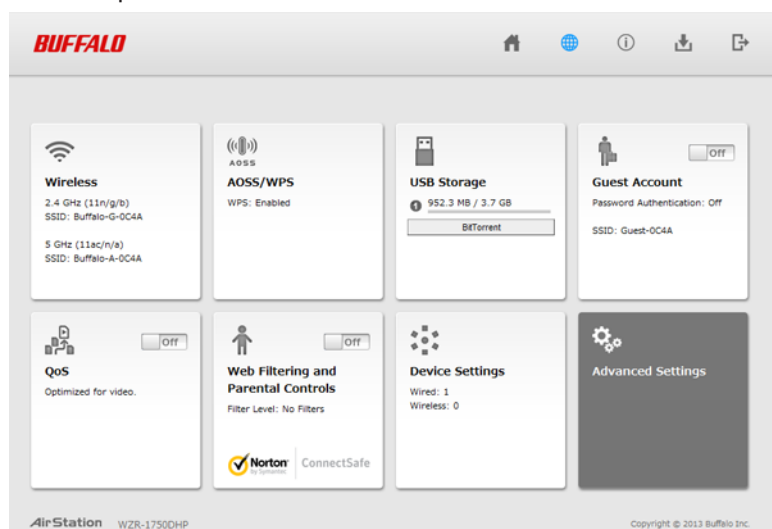 BUFFALO
Wireless
2.4 GHz (11n/g/b)
SSID: Buffalo-G-0C4A
5 GHz (11ac/n/a)
SSID: Buffalo-A-0C4A
AOSS
AOSS/WPS
WPS: Enabled
USB Storage
1 952.3 MB / 3.7 GB
BitTorrent
Off
Guest Account
Password Authentication: Off
SSID: Guest-0C4A
Off
QoS
Optimized for video.
Off
Web Filtering and
Parental Controls
Filter Level: No Filters
Norton
by Symantec
ConnectSafe
Device Settings
Wired: 1
Wireless: 0
Advanced Settings
AirStation WZR-1750DHP
Copyright © 2013 Buffalo Inc.